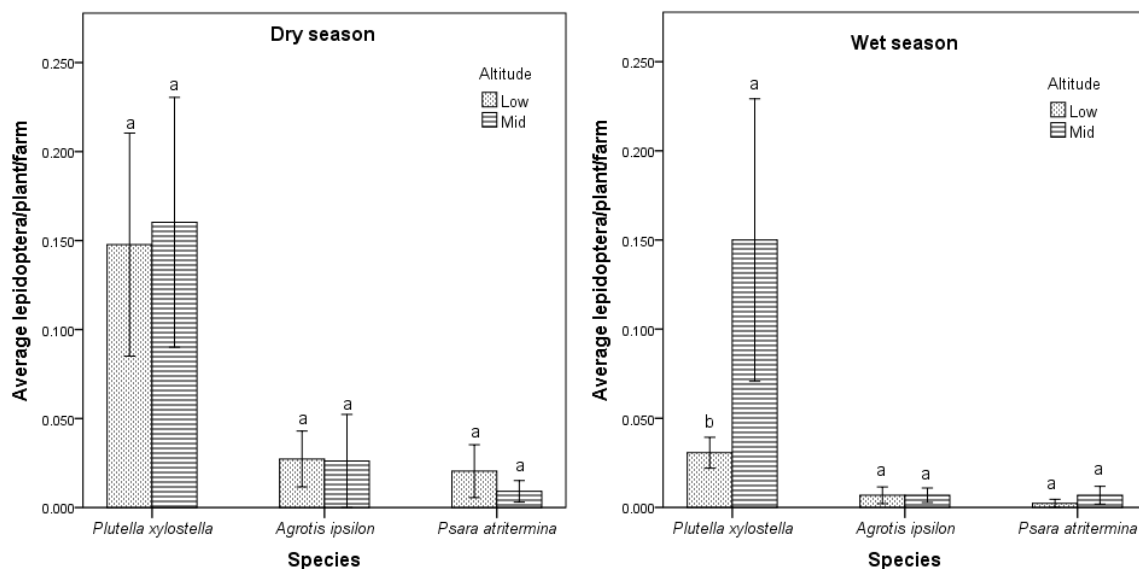 Dry season
Average lepidoptera/plant/farm
0.250
0.200
0.150
0.100
0.050
0.000
Altitude
Low
Mid
a
a
a
a
a
a
Plutella xylostella
Agrotis ipsilon
Psara atritermina
Species
Wet season
Average lepidoptera/plant/farm
0.250
0.200
0.150
0.100
0.050
0.000
Altitude
Low
Mid
b
a
a
a
a
a
Plutella xylostella
Agrotis ipsilon
Psara atritermina
Species